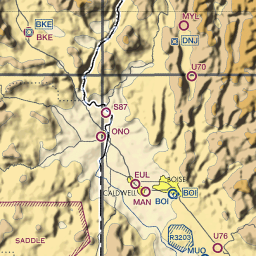 MYL
BKE
BKE
DNJ
U70
S87
ONO
EUL
BOISE
CALDWELL
MAN
BOI
BOI
R3203
SADDLE
MUO
U76